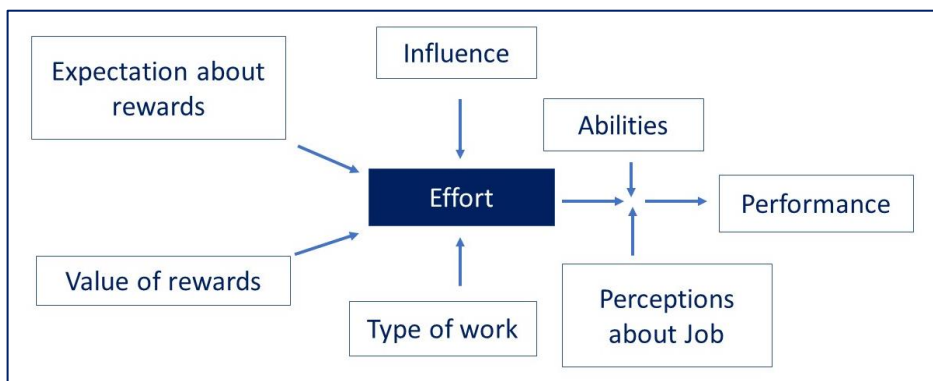 Expectation about
rewards
Influence
Abilities
Effort
Performance
Value of rewards
Type of work
Perceptions
about Job